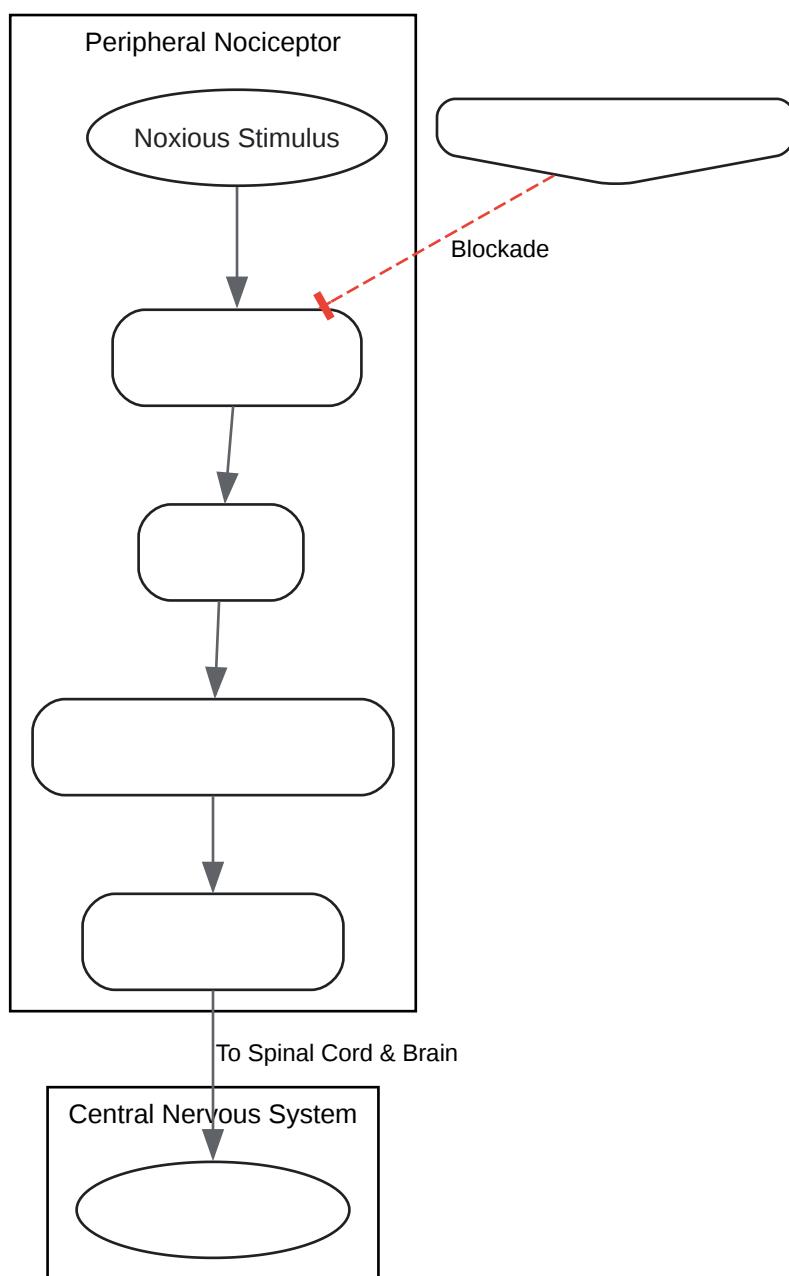 Peripheral Nociceptor
Noxious Stimulus
Blockade
To Spinal Cord & Brain
Central Nervous System